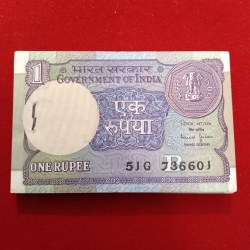 1
भारत सरकार
GOVERNMENT OF INDIA
एक
रुपया
ONE RUPEE
51G 736601